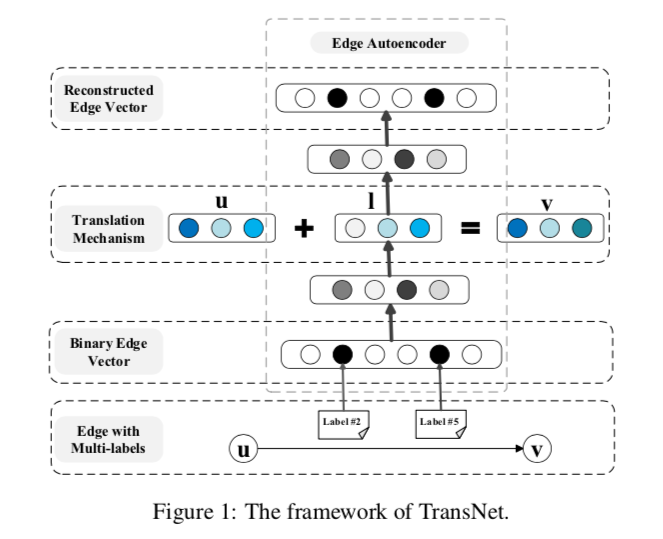 Edge Autoencoder
Reconstructed
Edge Vector
u
l
v
Translation
Mechanism
+
=
Binary Edge
Vector
Label #2
Label #5
Edge with
Multi-labels
u
v
Figure 1: The framework of TransNet.